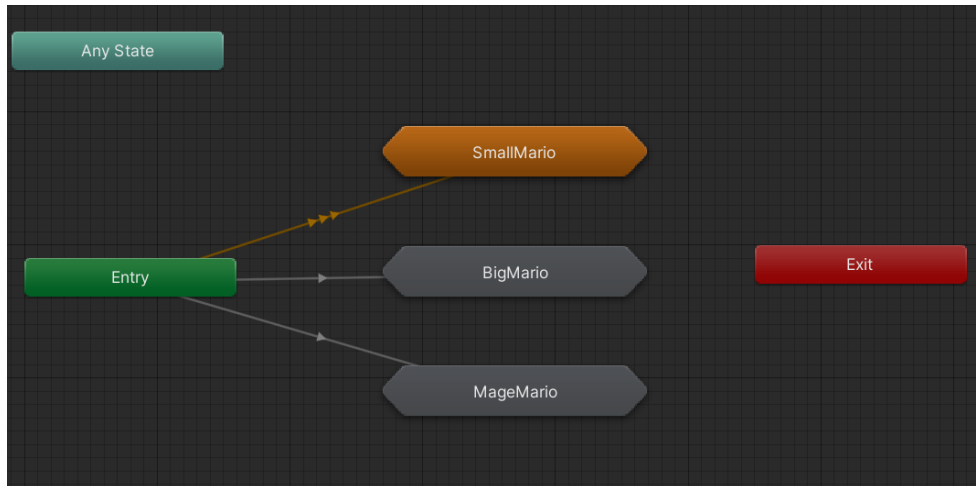 Any State
SmallMario
Entry
BigMario
Exit
MageMario